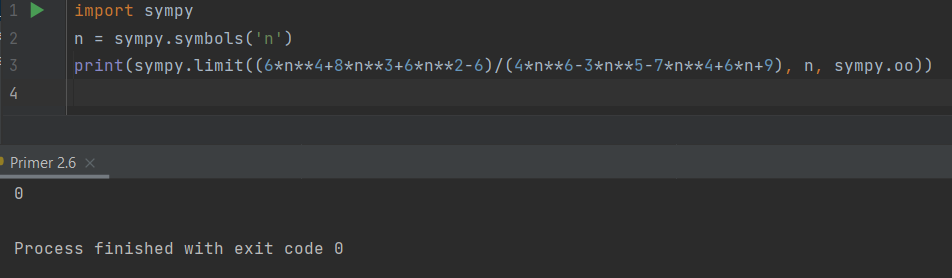 1 import sympy
2 n = sympy.symbols('n')
3 print(sympy.limit((6*n**4+8*n**3+6*n**2-6)/(4*n**6-3*n**5-7*n**4+6*n+9), n, sympy.oo))
4
Primer 2.6 ×
0
Process finished with exit code 0